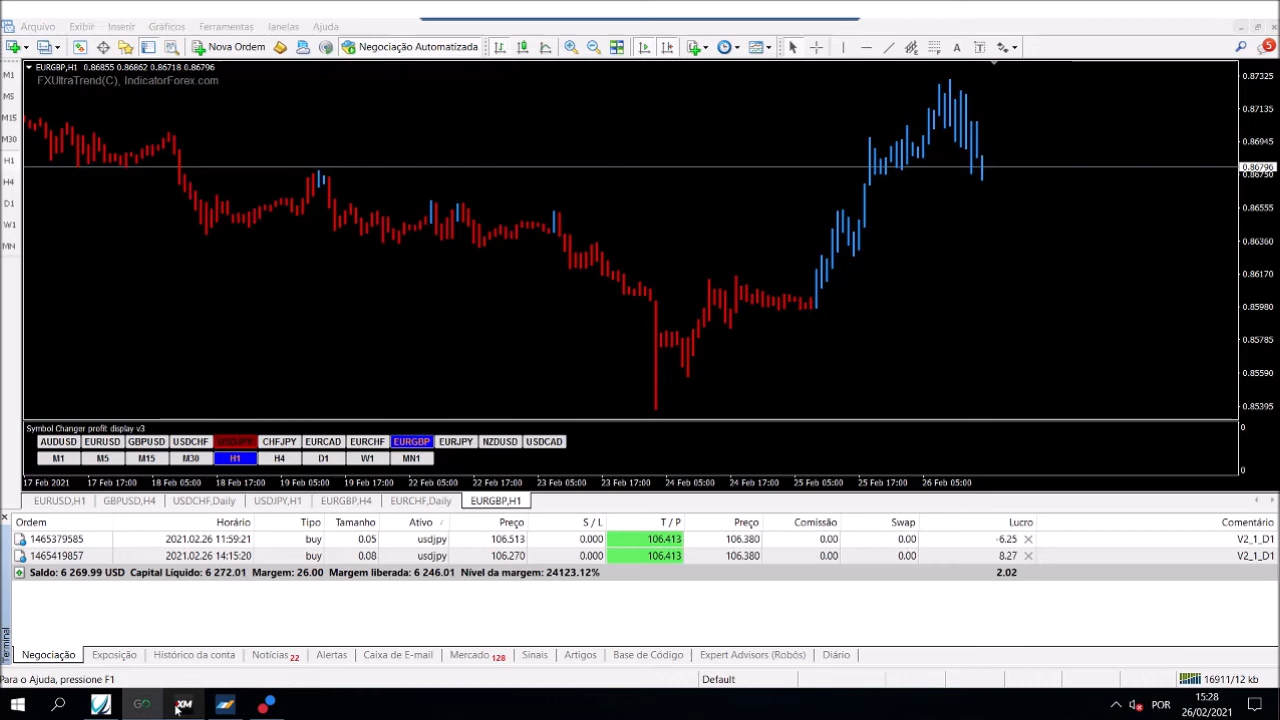 Arquivo Exibir Inserir Gráficos Ferramentas Janelas Ajuda
Nova Ordem Negociação Automatizada
5
EURGBP,H1 0.86855 0.86862 0.86718 0.86796
FXUltraTrend(C), IndicatorForex.com
M1
M5
M15
M30
H1
H4
D1
W1
MN
0.87325
0.87135
0.86945
0.86796
0.86750
0.86555
0.86360
0.86170
0.85980
0.85785
0.85590
0.85395
Symbol Changer profit display v3
0
AUDUSD EURUSD GBPUSD USDCHF USDJPY CHFJPY EURCAD EURCHF EURGBP EURJPY NZDUSD USDCAD
M1 M5 M15 M30 H1 H4 D1 W1 MN1
0
17 Feb 2021 17 Feb 17:00 18 Feb 05:00 18 Feb 17:00 19 Feb 05:00 19 Feb 17:00 22 Feb 05:00 22 Feb 17:00 23 Feb 05:00 23 Feb 17:00 24 Feb 05:00 24 Feb 17:00 25 Feb 05:00 25 Feb 17:00 26 Feb 05:00
EURUSD,H1 GBPUSD,H4 USDCHF,Daily USDJPY,H1 EURGBP,H4 EURCHF,Daily EURGBP,H1
Ordem Horário Tipo Tamanho Ativo Preço S / L T / P Preço Comissão Swap Lucro Comentário
1465379585 2021.02.26 11:59:21 buy 0.05 usdjpy 106.513 0.000 106.413 106.380 0.00 0.00 -6.25 V2_1_D1
1465419857 2021.02.26 14:15:20 buy 0.08 usdjpy 106.270 0.000 106.413 106.380 0.00 0.00 8.27 V2_1_D1
Saldo: 6 269.99 USD Capital Líquido: 6 272.01 Margem: 26.00 Margem liberada: 6 246.01 Nível da margem: 24123.12% 2.02
Terminal
Negociação Exposição Histórico da conta Notícias 22 Alertas Caixa de E-mail Mercado 128 Sinais Artigos Base de Código Expert Advisors (Robôs) Diário
Para o Ajuda, pressione F1 Default 16911/12 kb
GO XM POR 15:28
26/02/2021